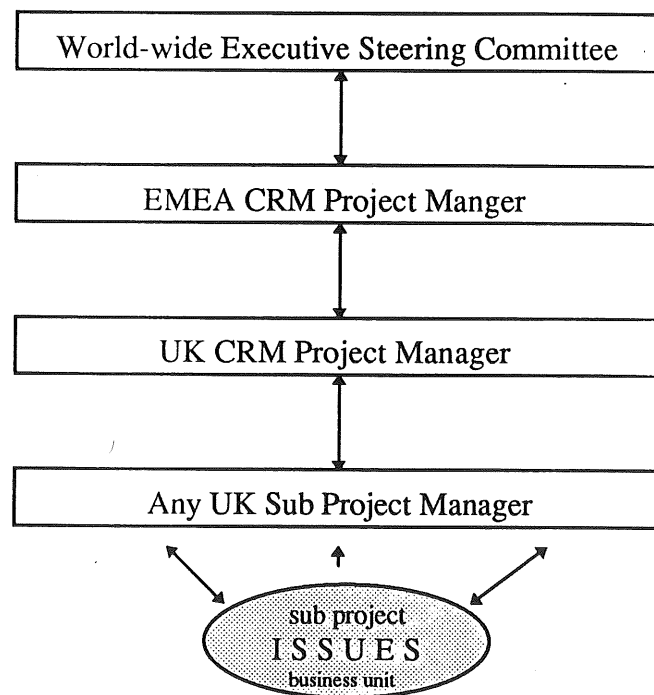 World-wide Executive Steering Committee
EMEA CRM Project Manger
UK CRM Project Manager
Any UK Sub Project Manager
sub project
I S S U E S
business unit